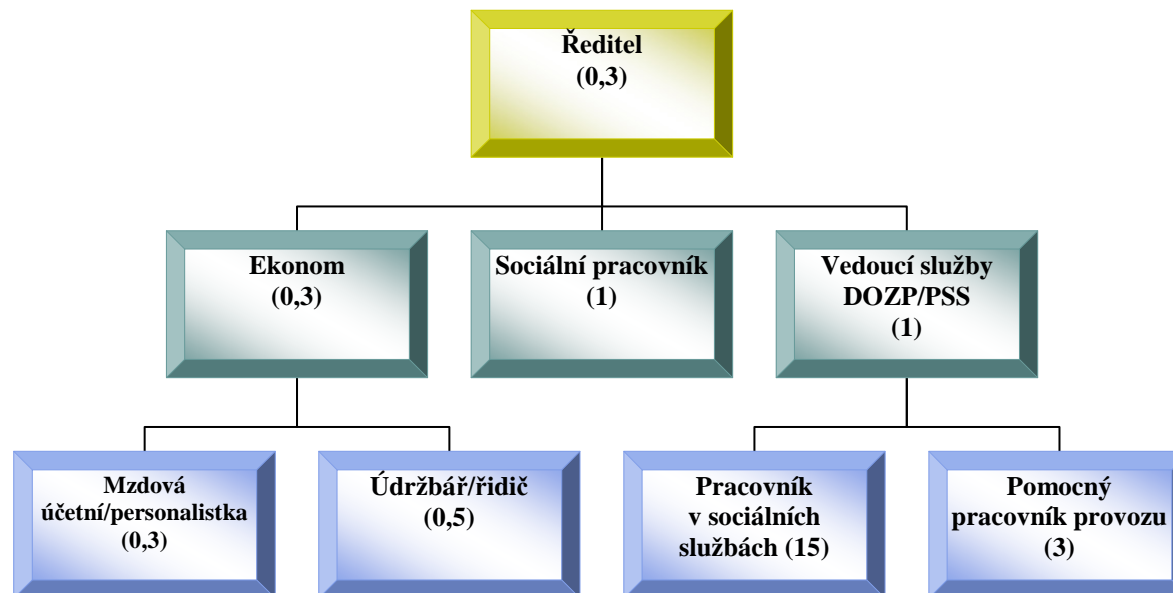 Ředitel
(0,3)
Ekonom
(0,3)
Sociální pracovník
(1)
Vedoucí služby
DOZP/PSS
(1)
Mzdová
účetní/personalistka
(0,3)
Údržbář/řidič
(0,5)
Pracovník
v sociálních
službách (15)
Pomocný
pracovník provozu
(3)